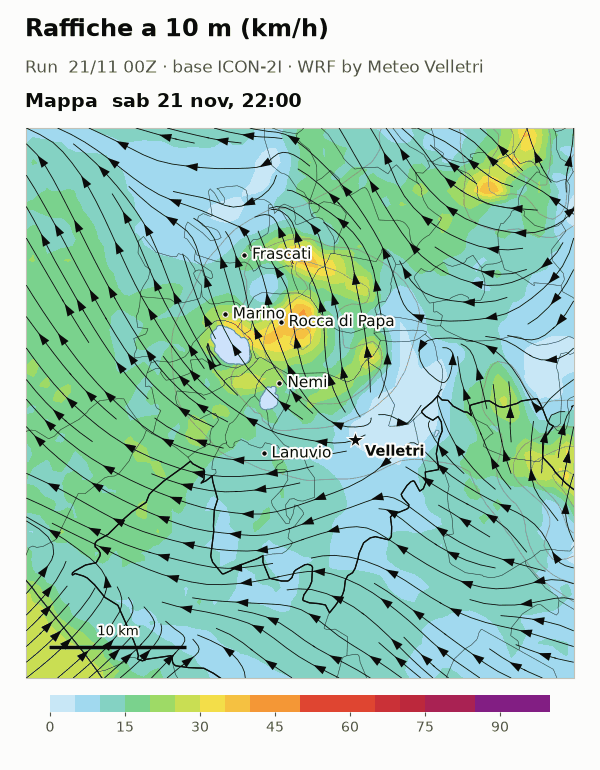 Raffiche a 10 m (km/h)
Run 21/11 00Z · base ICON-2I · WRF by Meteo Velletri
Mappa sab 21 nov, 22:00
Frascati
Marino
Rocca di Papa
Nemi
Lanuvio
Velletri
10 km
0 15 30 45 60 75 90